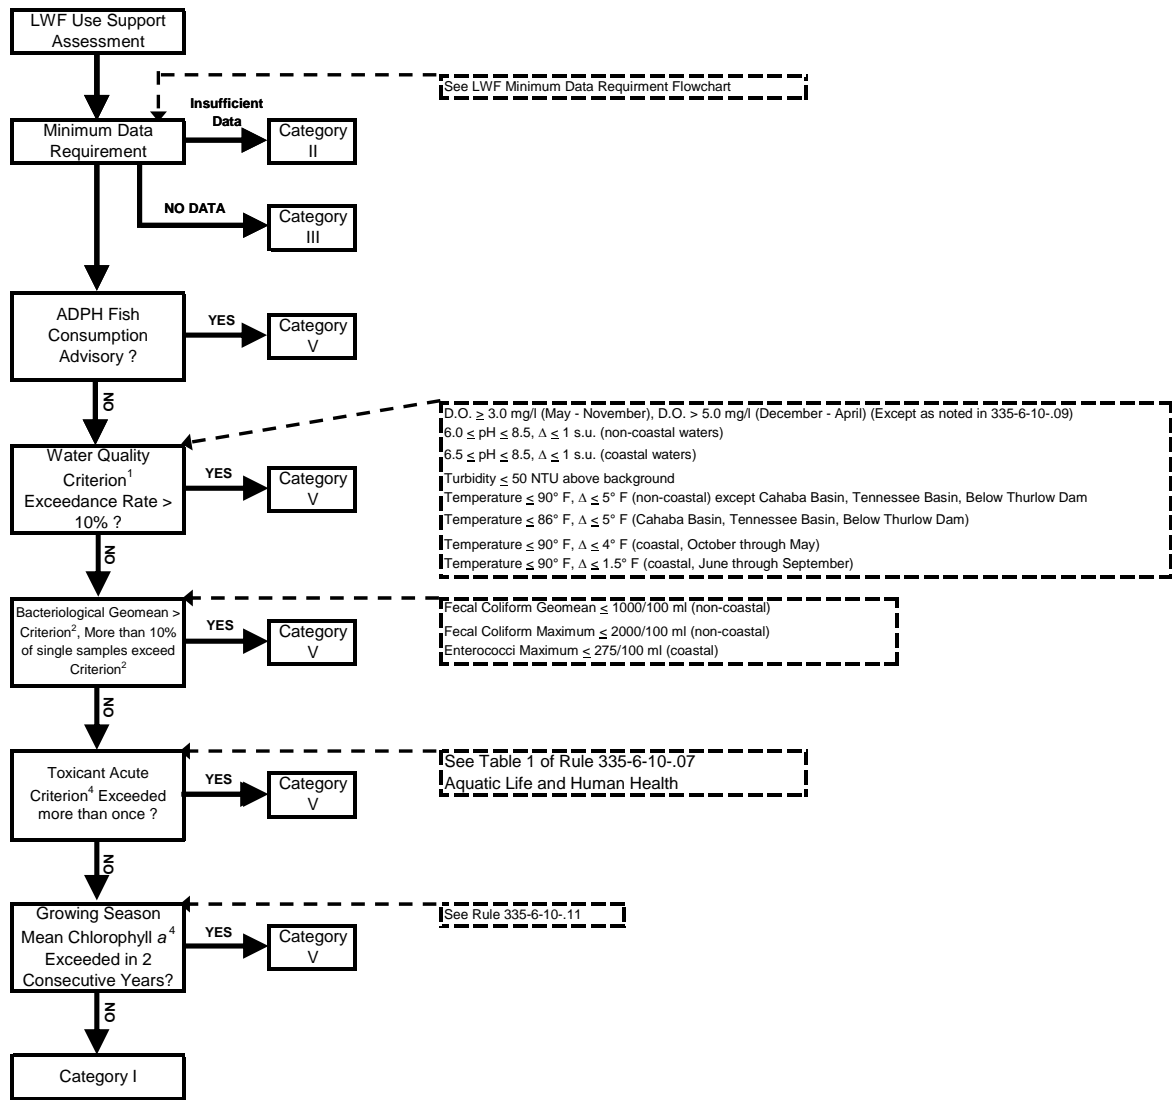 LWF Use Support
Assessment
See LWF Minimum Data Requirment Flowchart
Insufficient
Data
Minimum Data
Requirement
Category
II
NO DATA
Category
III
ADPH Fish
Consumption
Advisory ?
YES
Category
V
NO
D.O. ≥ 3.0 mg/l (May - November), D.O. > 5.0 mg/l (December - April) (Except as noted in 335-6-10-.09)
6.0 ≤ pH ≤ 8.5, Δ ≤ 1 s.u. (non-coastal waters)
6.5 ≤ pH ≤ 8.5, Δ ≤ 1 s.u. (coastal waters)
Turbidity ≤ 50 NTU above background
Temperature ≤ 90° F, Δ ≤ 5° F (non-coastal) except Cahaba Basin, Tennessee Basin, Below Thurlow Dam
Temperature ≤ 86° F, Δ ≤ 5° F (Cahaba Basin, Tennessee Basin, Below Thurlow Dam)
Temperature ≤ 90° F, Δ ≤ 4° F (coastal, October through May)
Temperature ≤ 90° F, Δ ≤ 1.5° F (coastal, June through September)
Water Quality
Criterion¹
Exceedance Rate >
10% ?
YES
Category
V
NO
Bacteriological Geomean >
Criterion², More than 10%
of single samples exceed
Criterion²
YES
Category
V
Fecal Coliform Geomean ≤ 1000/100 ml (non-coastal)
Fecal Coliform Maximum ≤ 2000/100 ml (non-coastal)
Enterococci Maximum ≤ 275/100 ml (coastal)
NO
Toxicant Acute
Criterion⁴ Exceeded
more than once ?
YES
Category
V
See Table 1 of Rule 335-6-10-.07
Aquatic Life and Human Health
NO
Growing Season
Mean Chlorophyll a⁴
Exceeded in 2
Consecutive Years?
YES
Category
V
See Rule 335-6-10-.11
NO
Category I